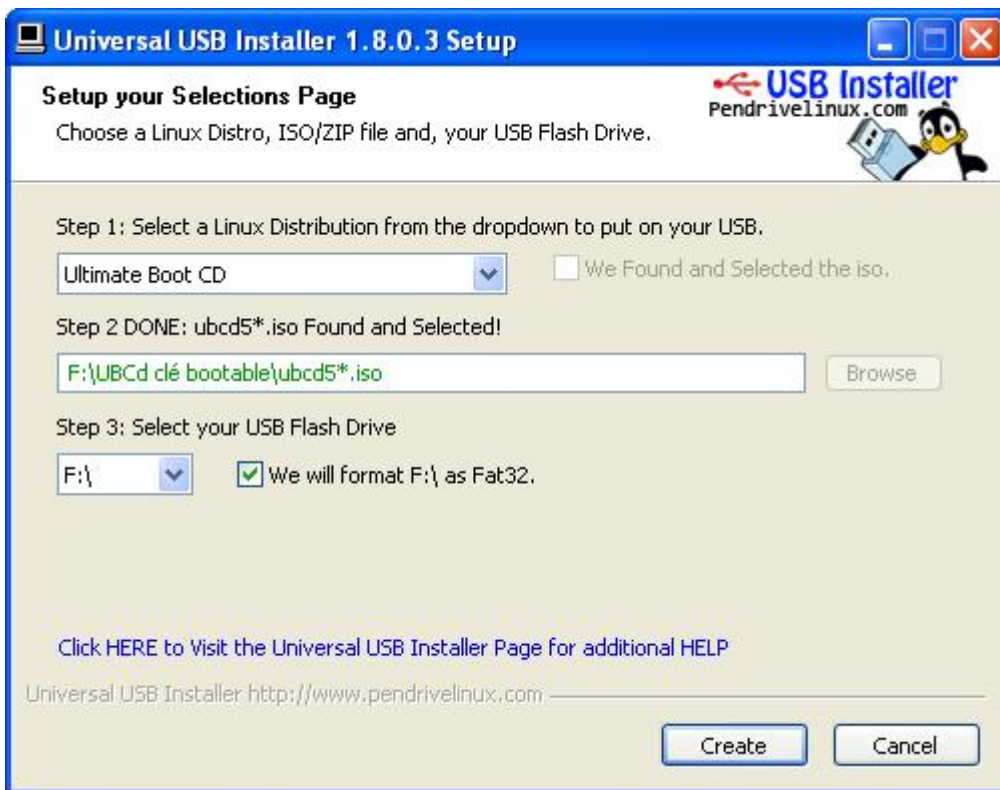 Universal USB Installer 1.8.0.3 Setup
Setup your Selections Page
Choose a Linux Distro, ISO/ZIP file and, your USB Flash Drive.
USB Installer
Pendrivelinux.com
Step 1: Select a Linux Distribution from the dropdown to put on your USB.
Ultimate Boot CD
We Found and Selected the iso.
Step 2 DONE: ubcd5*.iso Found and Selected!
F:\UBCd clé bootable\ubcd5*.iso
Browse
Step 3: Select your USB Flash Drive
F:\
We will format F:\ as Fat32.
Click HERE to Visit the Universal USB Installer Page for additional HELP
Universal USB Installer http://www.pendrivelinux.com
Create
Cancel